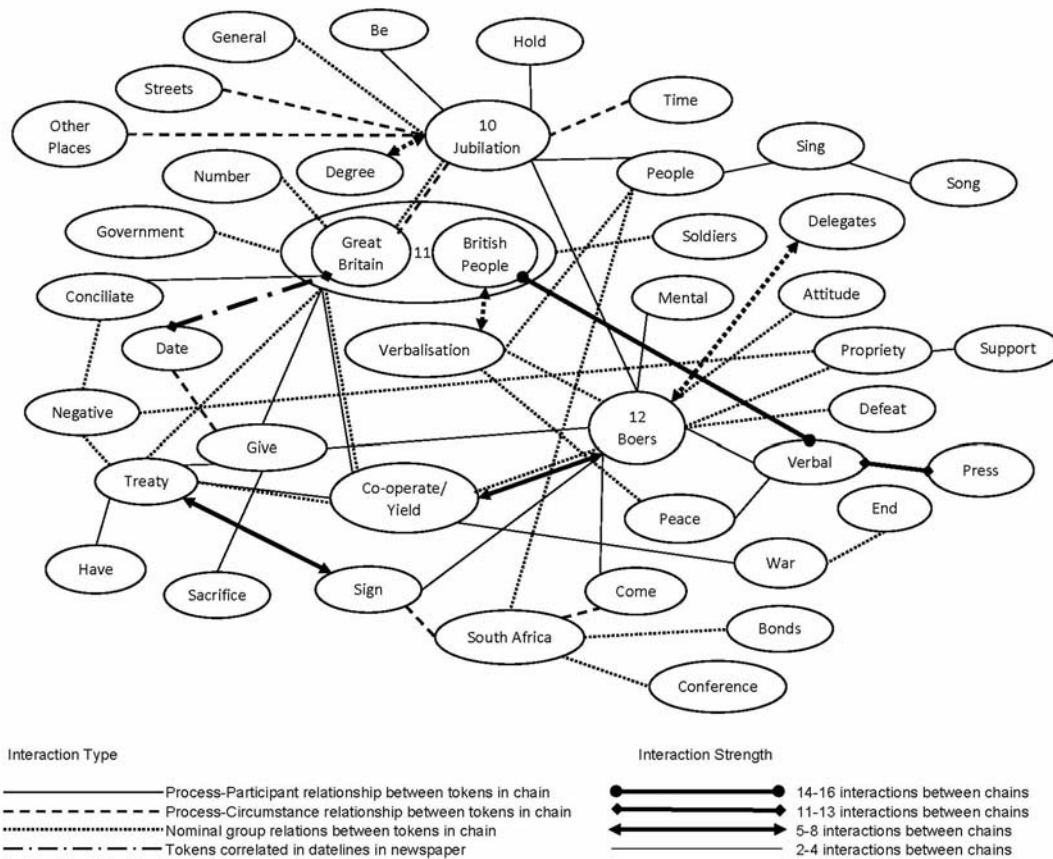 General
Be
Hold
Streets
Time
Other
Places
10
Jubilation
Sing
Degree
People
Song
Number
Delegates
Government
Great
Britain
11
British
People
Soldiers
Conciliate
Mental
Attitude
Date
Verbalisation
Propriety
Support
Negative
12
Boers
Defeat
Give
Treaty
Verbal
Press
Co-operate/
Yield
Peace
End
Have
Sacrifice
Sign
War
Come
South Africa
Bonds
Conference
Interaction Type
Process-Participant relationship between tokens in chain
Process-Circumstance relationship between tokens in chain
Nominal group relations between tokens in chain
Tokens correlated in datelines in newspaper
Interaction Strength
14-16 interactions between chains
11-13 interactions between chains
5-8 interactions between chains
2-4 interactions between chains